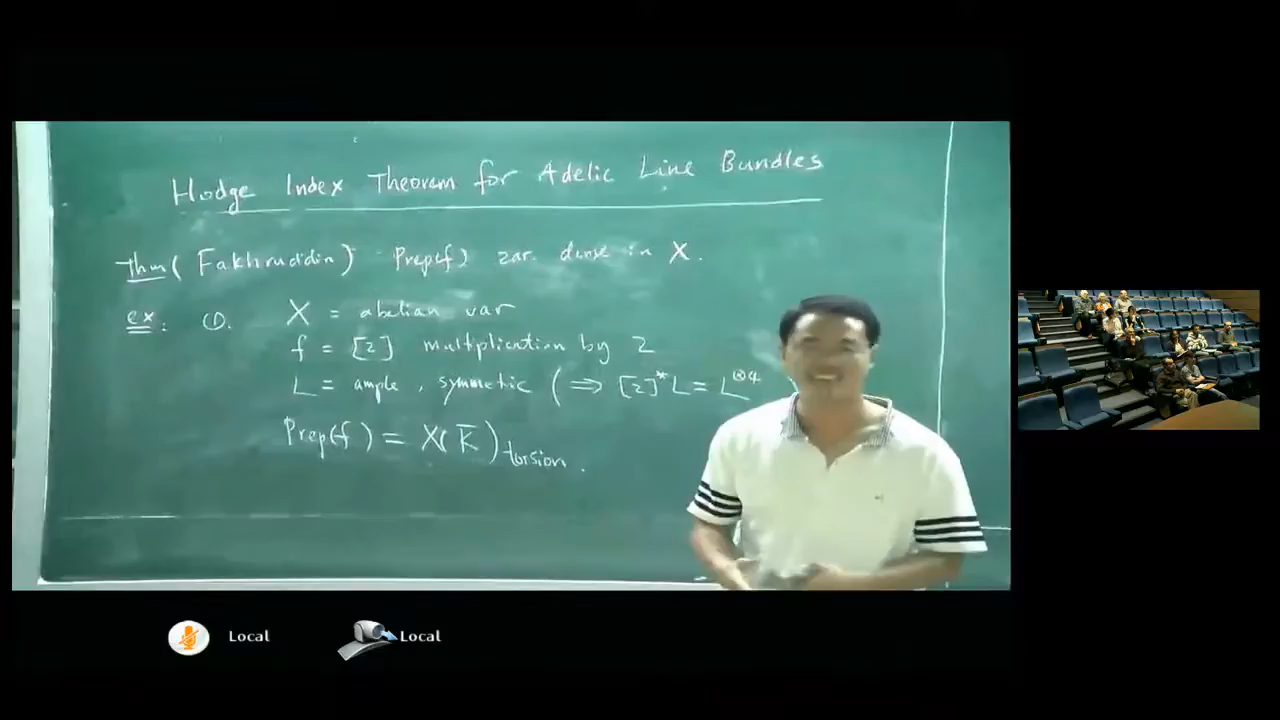 Hodge Index Theorem for Adelic Line Bundles
Thm (Fakhruddin) Prep(f) zar. dense in X.
ex: ①. X = abelian var
f = [2] multiplication by 2
L = ample, symmetic (⟹ [2]*L = L⊗4
Prep(f) = X(K̅)torsion.
Local
Local